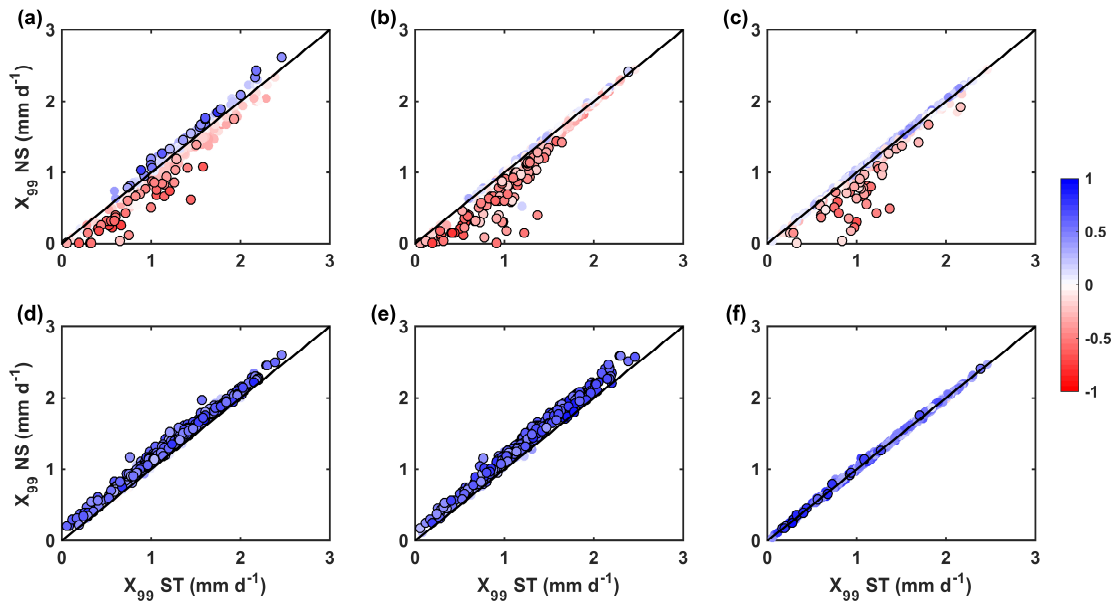 (a) (b) (c)
3 3 3
2 2 2
1 1 1
0 0 0
0 1 2 3 0 1 2 3 0 1 2 3
X₉₉ NS (mm d⁻¹)
1
0.5
0
-0.5
-1
(d) (e) (f)
3 3 3
2 2 2
1 1 1
0 0 0
0 1 2 3 0 1 2 3 0 1 2 3
X₉₉ NS (mm d⁻¹)
X₉₉ ST (mm d⁻¹) X₉₉ ST (mm d⁻¹) X₉₉ ST (mm d⁻¹)